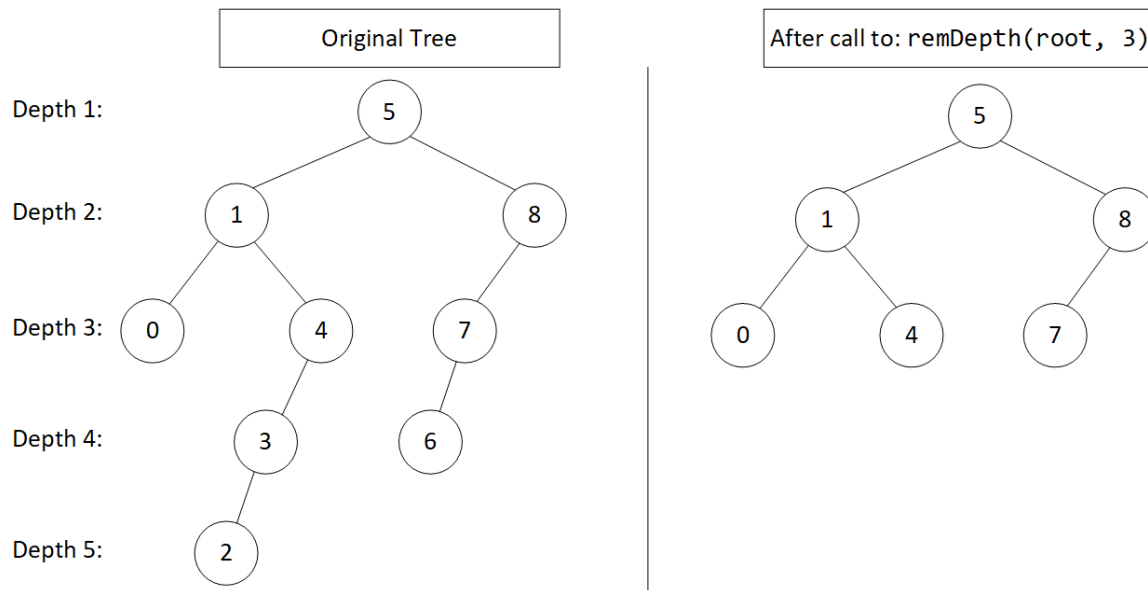 Original Tree
After call to: remDepth(root, 3)
Depth 1:
5
5
Depth 2:
1
8
1
8
Depth 3:
0
4
7
0
4
7
Depth 4:
3
6
Depth 5:
2